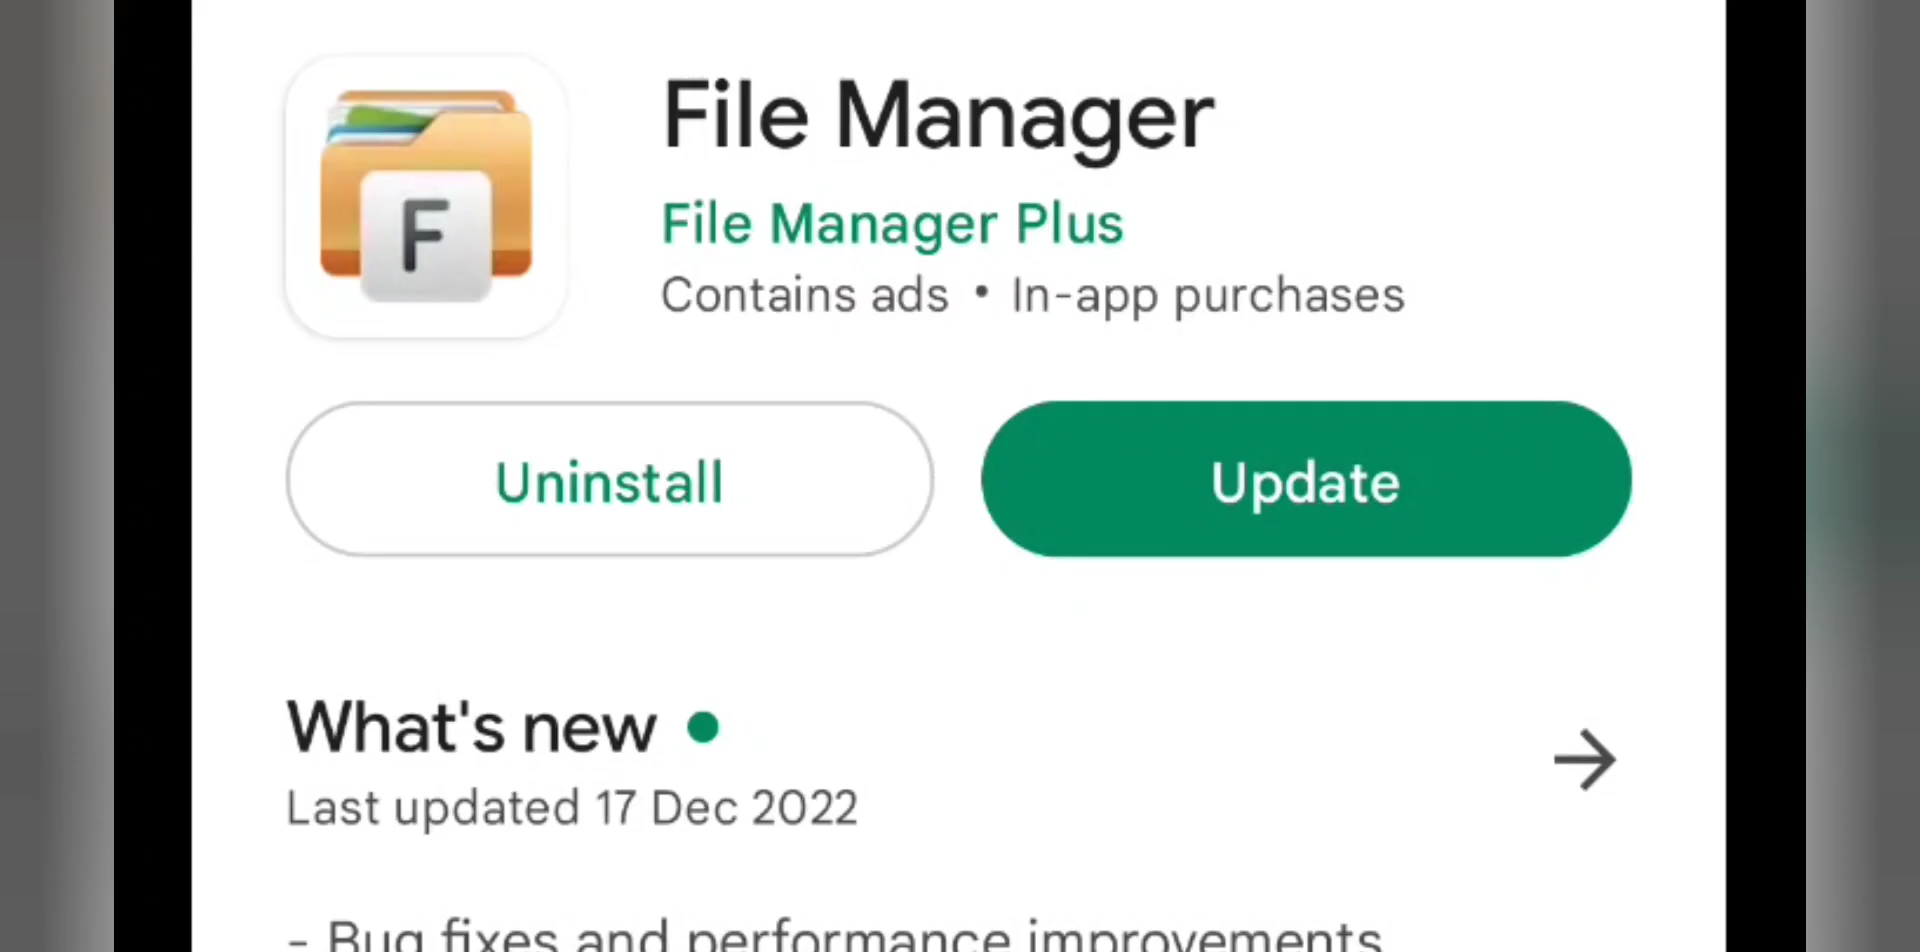 File Manager
File Manager Plus
Contains ads • In-app purchases
F
Uninstall
Update
What's new
Last updated 17 Dec 2022
- Bug fixes and performance improvements